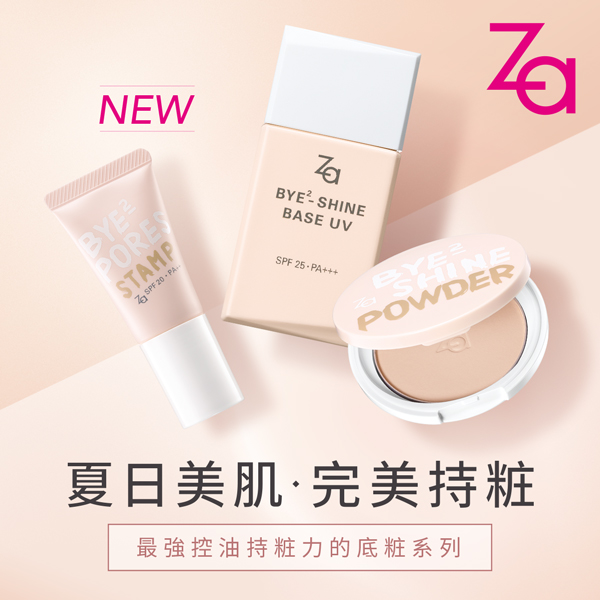 Za
NEW
BYE²
PORES
STAMP
Za SPF 20・PA++
Za
BYE²-SHINE
BASE UV
SPF 25・PA+++
BYE²
SHINE
Za POWDER
夏日美肌·完美持粧
最強控油持粧力的底粧系列